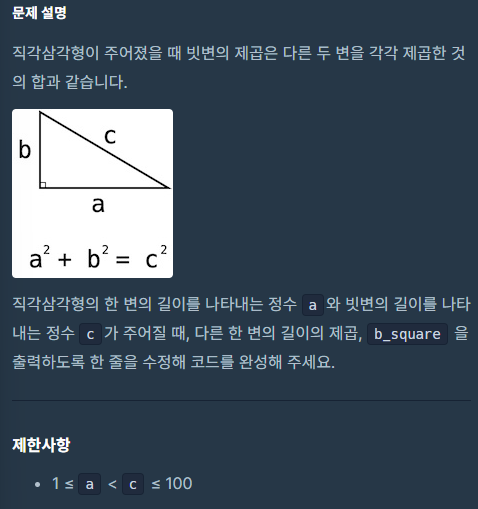 문제 설명
직각삼각형이 주어졌을 때 빗변의 제곱은 다른 두 변을 각각 제곱한 것
의 합과 같습니다.
b
c
a
a² + b² = c²
직각삼각형의 한 변의 길이를 나타내는 정수 a 와 빗변의 길이를 나타
내는 정수 c 가 주어질 때, 다른 한 변의 길이의 제곱, b_square 을
출력하도록 한 줄을 수정해 코드를 완성해 주세요.
제한사항
• 1 ≤ a < c ≤ 100